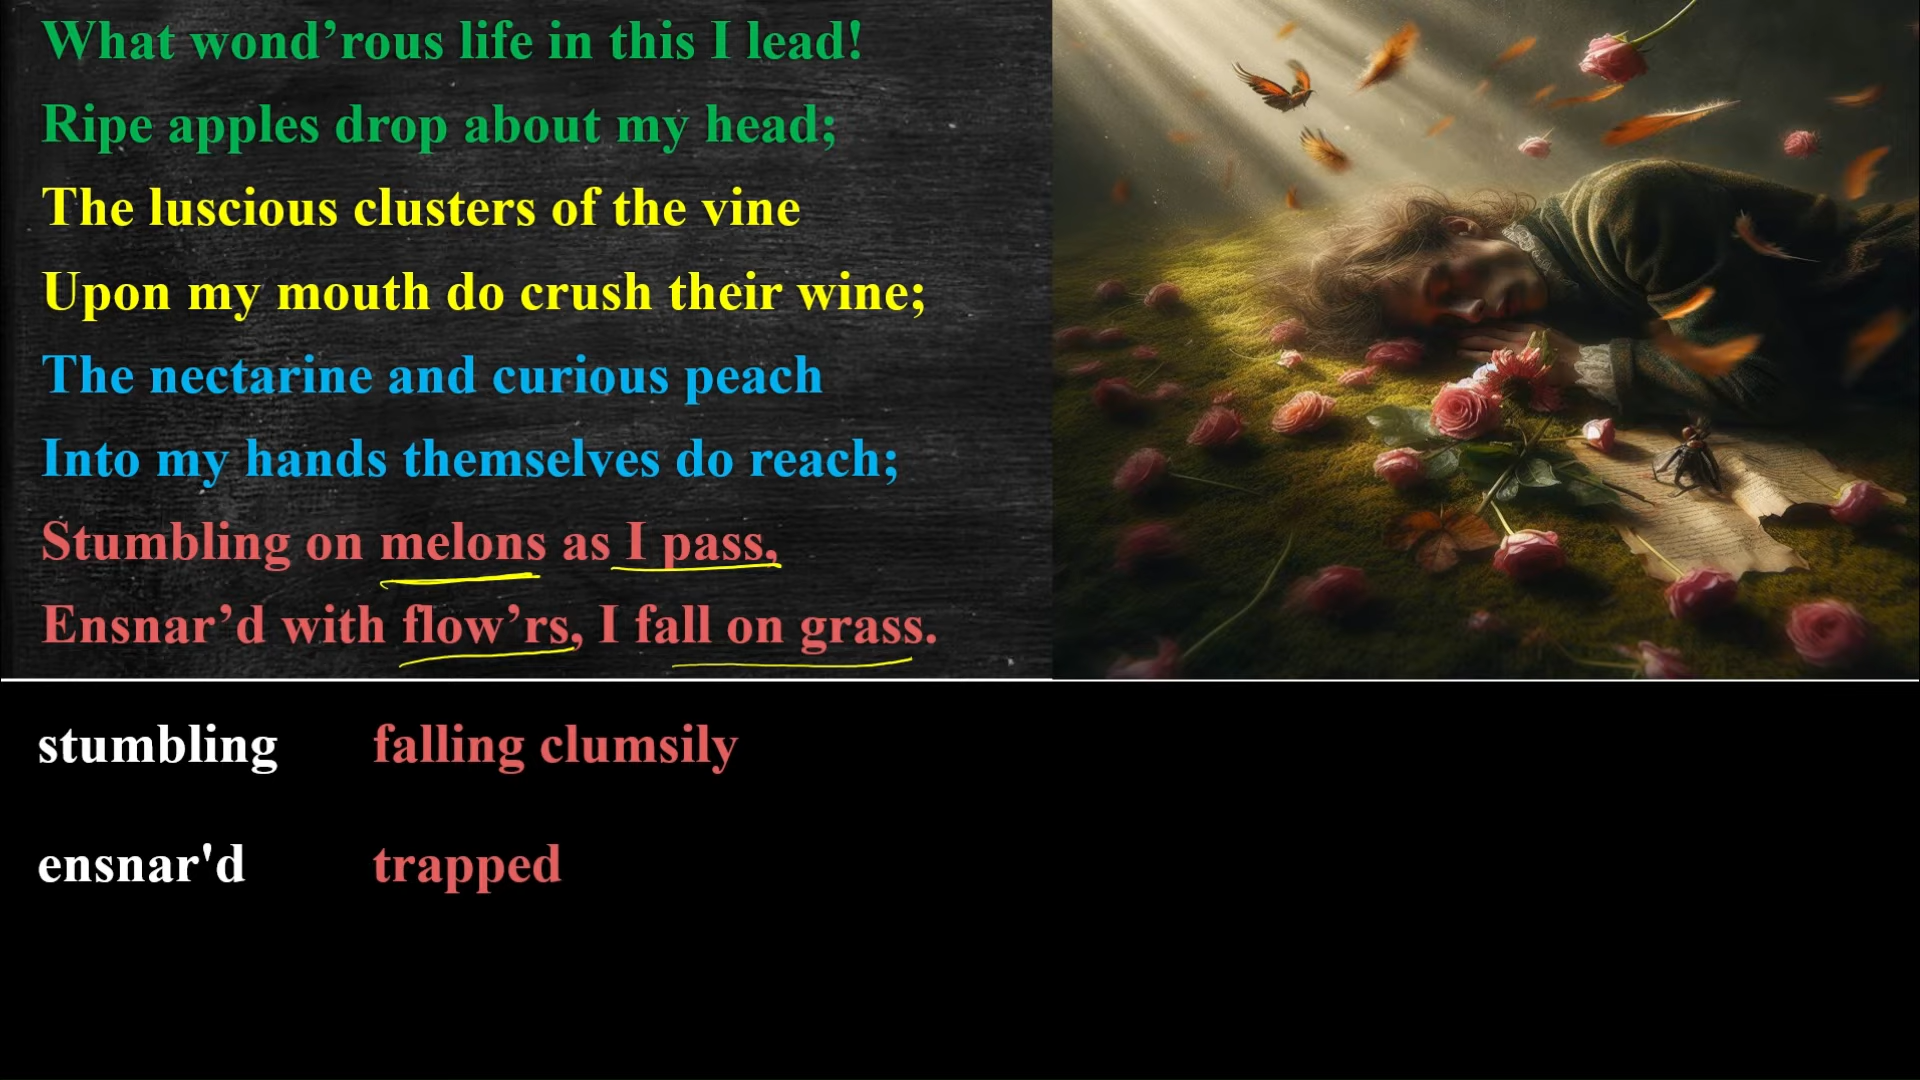 What wond’rous life in this I lead!
Ripe apples drop about my head;
The luscious clusters of the vine
Upon my mouth do crush their wine;
The nectarine and curious peach
Into my hands themselves do reach;
Stumbling on melons as I pass,
Ensnar’d with flow’rs, I fall on grass.
stumbling falling clumsily
ensnar'd trapped